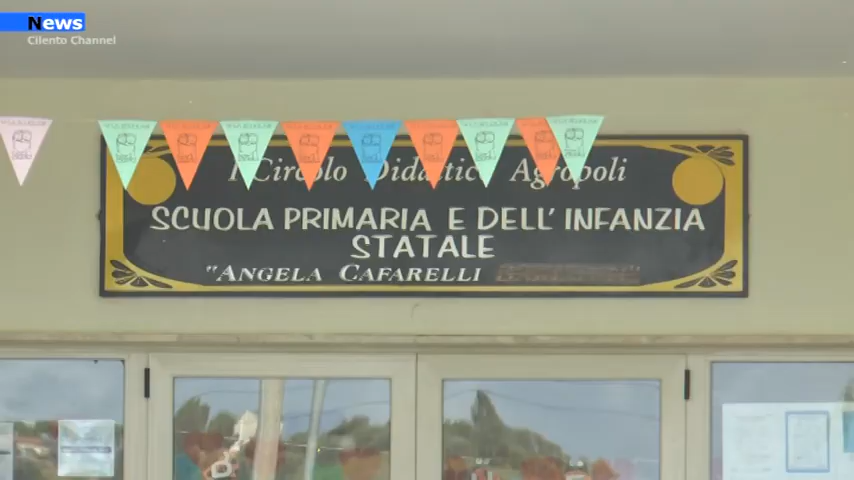 News
Cilento Channel
I Circolo Didattico Agropoli
SCUOLA PRIMARIA E DELL' INFANZIA
STATALE
"ANGELA CAFARELLI